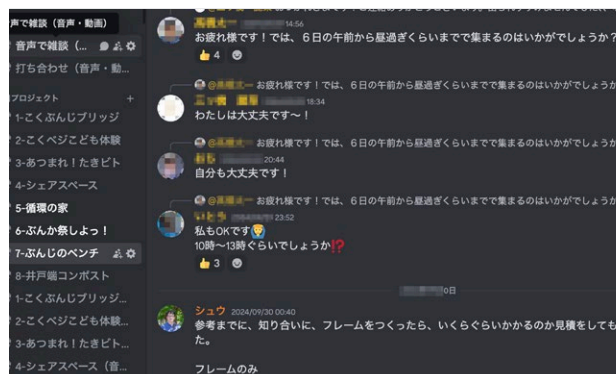 声で雑談（音声・動画）
音声で雑談（...
打ち合わせ（音声・動...
プロジェクト
1-こくぶんじブリッジ
2-こくベジこども体験
3-あつまれ！たきビト
4-シェアスペース
5-循環の家
6-ぶんか祭しよっ！
7-ぶんじのベンチ
8-井戸端コンポスト
1-こくぶんじブリッジ...
2-こくベジこども体験...
3-あつまれ！たきビト...
4-シェアスペース（音...
14:56
お疲れ様です！では、６日の午前から昼過ぎくらいまでで集まるのはいかがでしょうか？
4
お疲れ様です！では、６日の午前から昼過ぎくらいまでで集まるのはいかがでしょうか
18:34
わたしは大丈夫です〜！
お疲れ様です！では、６日の午前から昼過ぎくらいまでで集まるのはいかがでしょうか
20:44
自分も大丈夫です！
お疲れ様です！では、６日の午前から昼過ぎくらいまでで集まるのはいかがでしょうか
23:52
私もOKです🙆
10時〜13時ぐらいでしょうか⁉️
3
0日
シュウ 2024/09/30 00:40
参考までに、知り合いに、フレームをつくったら、いくらぐらいかかるのか見積をしても
た。
フレームのみ